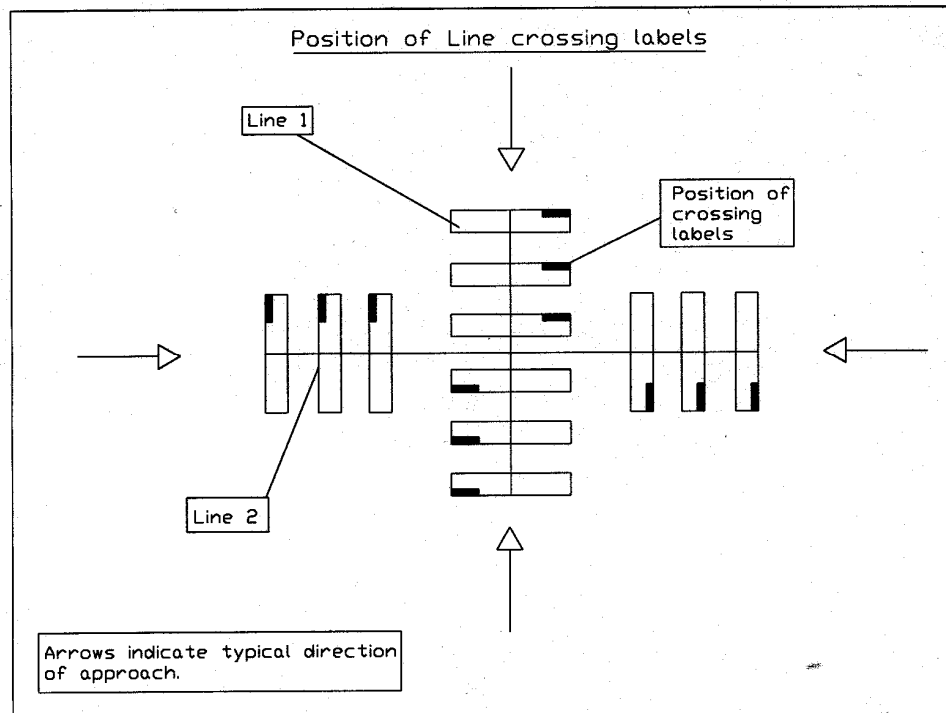 Position of Line crossing labels
Line 1
Position of
crossing
labels
Line 2
Arrows indicate typical direction
of approach.